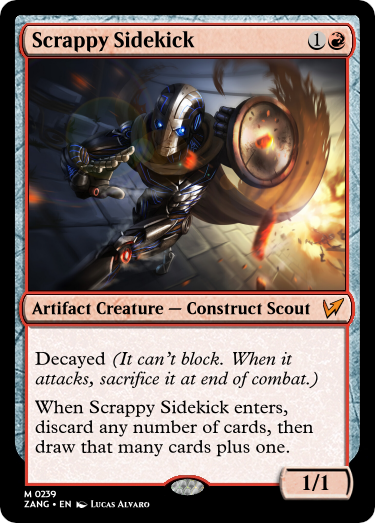 Scrappy Sidekick 1
Artifact Creature — Construct Scout
Decayed (It can't block. When it
attacks, sacrifice it at end of combat.)
When Scrappy Sidekick enters,
discard any number of cards, then
draw that many cards plus one.
1/1
M 0239
ZANG • EN Lucas Alvaro